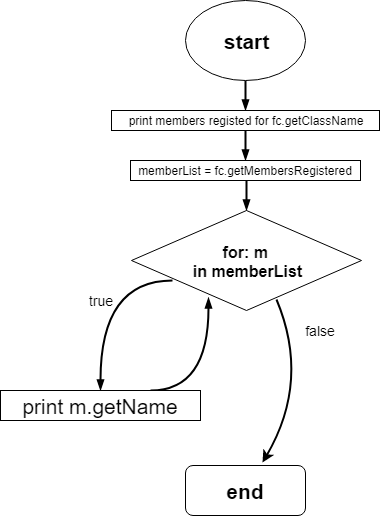 start
print members registed for fc.getClassName
memberList = fc.getMembersRegistered
for: m
in memberList
true
false
print m.getName
end